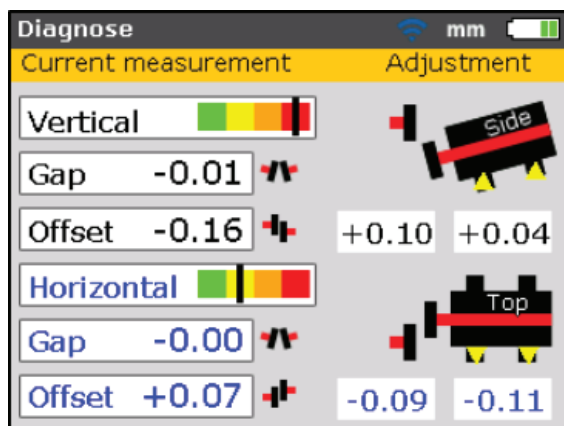 Diagnose mm
Current measurement Adjustment
Vertical Side
Gap -0.01
Offset -0.16 +0.10 +0.04
Horizontal Top
Gap -0.00
Offset +0.07 -0.09 -0.11